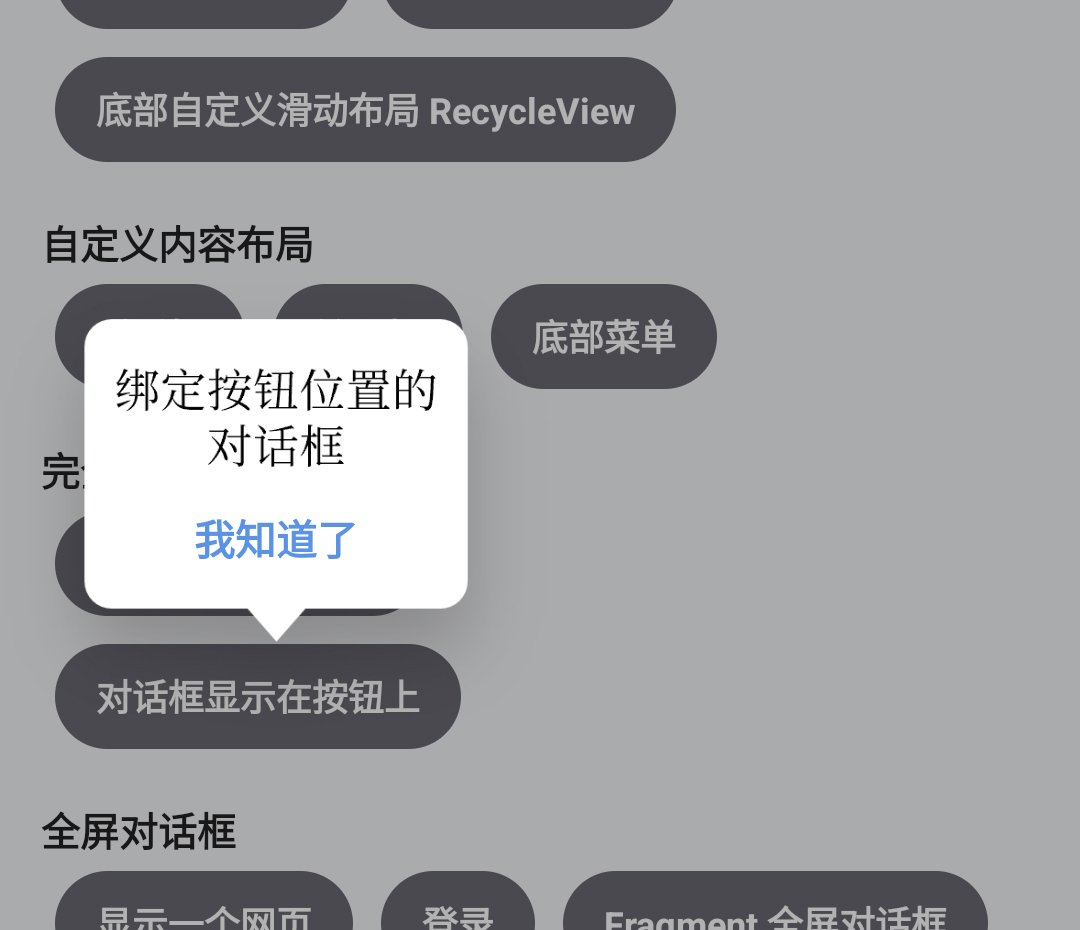 底部自定义滑动布局 RecycleView
自定义内容布局
底部菜单
绑定按钮位置的
对话框
完
我知道了
对话框显示在按钮上
全屏对话框
显示一个网页
登录
Fragment 全屏对话框